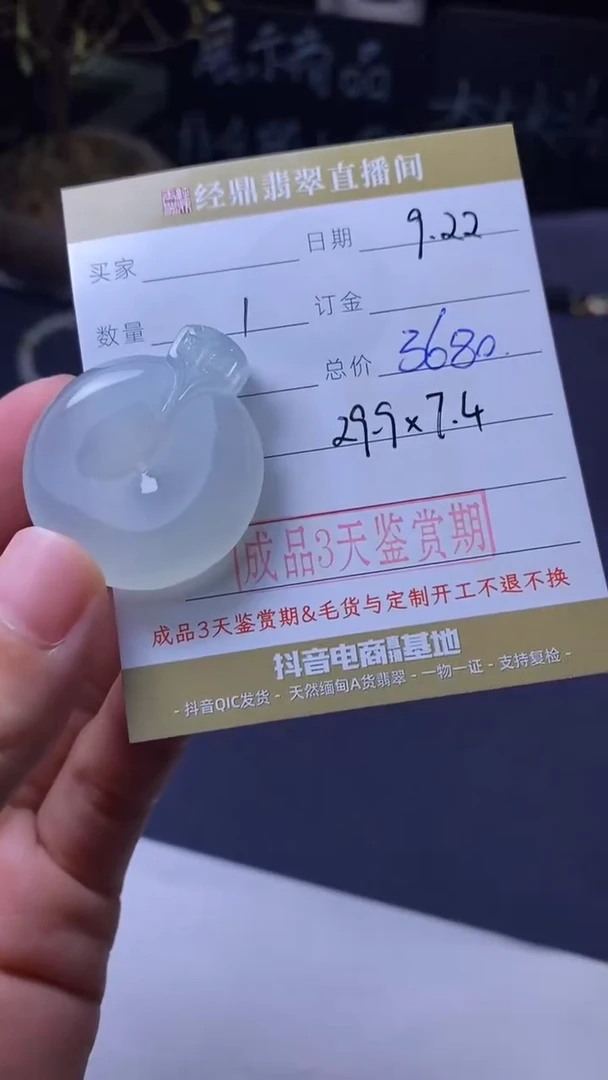 经鼎翡翠直播间
买家 日期 9.22
数量 1 订金
总价 3680.
29.9×7.4
成品3天鉴赏期
成品3天鉴赏期&毛货与定制开工不退不换
抖音电商 基地
- 抖音QIC发货 - 天然缅甸A货翡翠 - 一物一证 - 支持复检 -